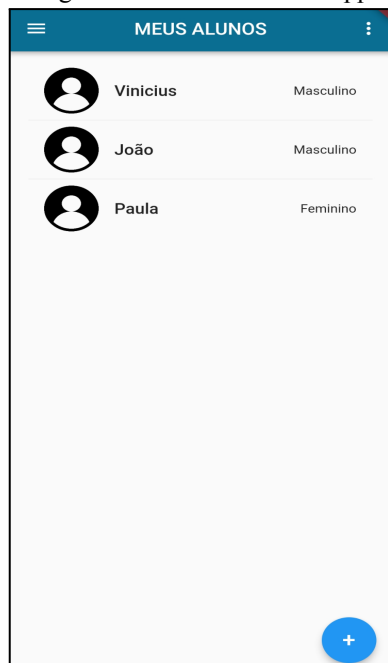 MEUS ALUNOS
Vinicius Masculino
João Masculino
Paula Feminino
+